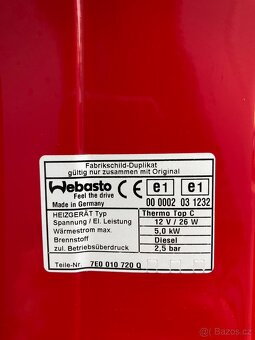 Fabrikschild-Duplikat
gültig nur zusammen mit Original
Webasto CE e1 e1
Feel the drive
Made in Germany 00 0002 03 1232
HEIZGERÄT Typ Thermo Top C
Spannung / El. Leistung 12 V / 26 W
Wärmestrom max. 5,0 kW
Brennstoff Diesel
zul. Betriebsüberdruck 2,5 bar
Teile-Nr. 7E0 010 720 Q
bazos.cz